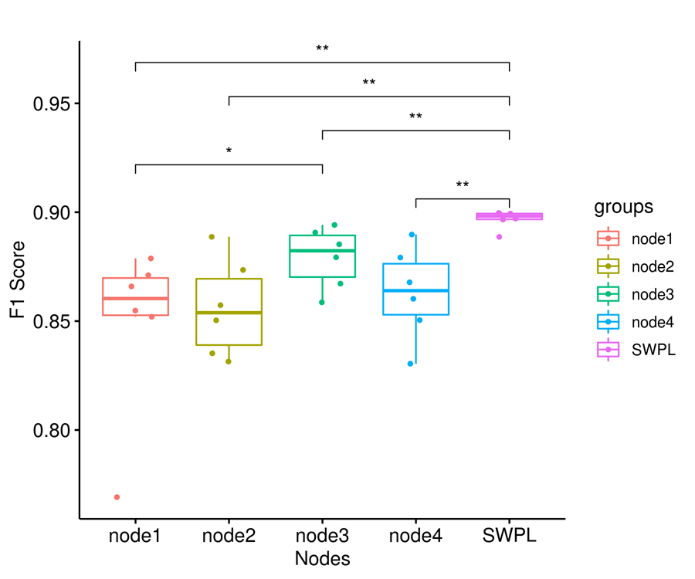 **
**
**
*
**
0.95
0.90
0.85
0.80
F1 Score
node1 node2 node3 node4 SWPL
Nodes
groups
node1
node2
node3
node4
SWPL